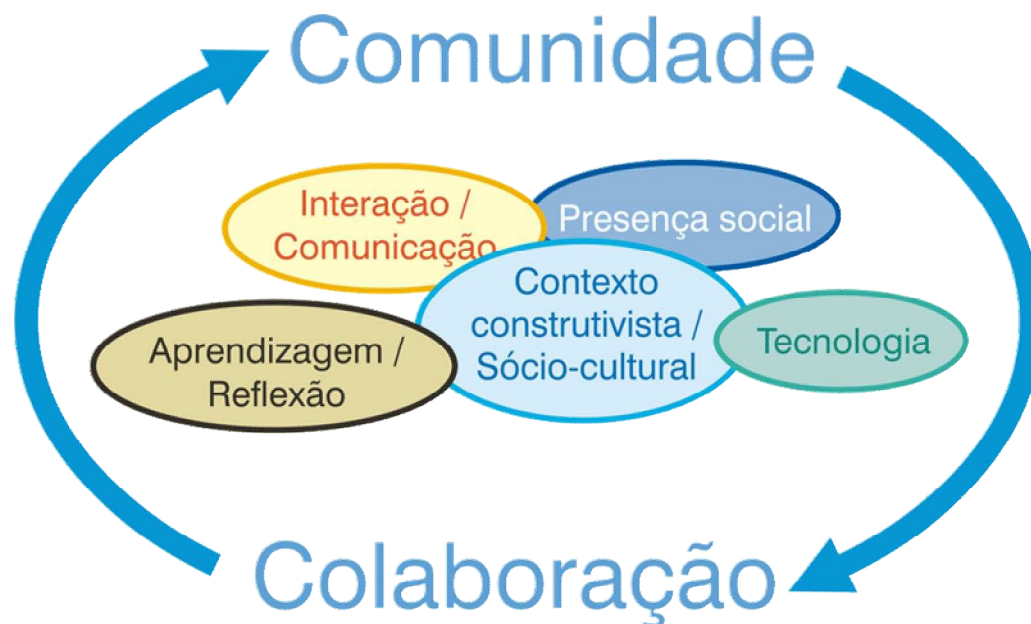 Comunidade
Interação /
Comunicação
Presença social
Contexto
construtivista /
Sócio-cultural
Aprendizagem /
Reflexão
Tecnologia
Colaboração